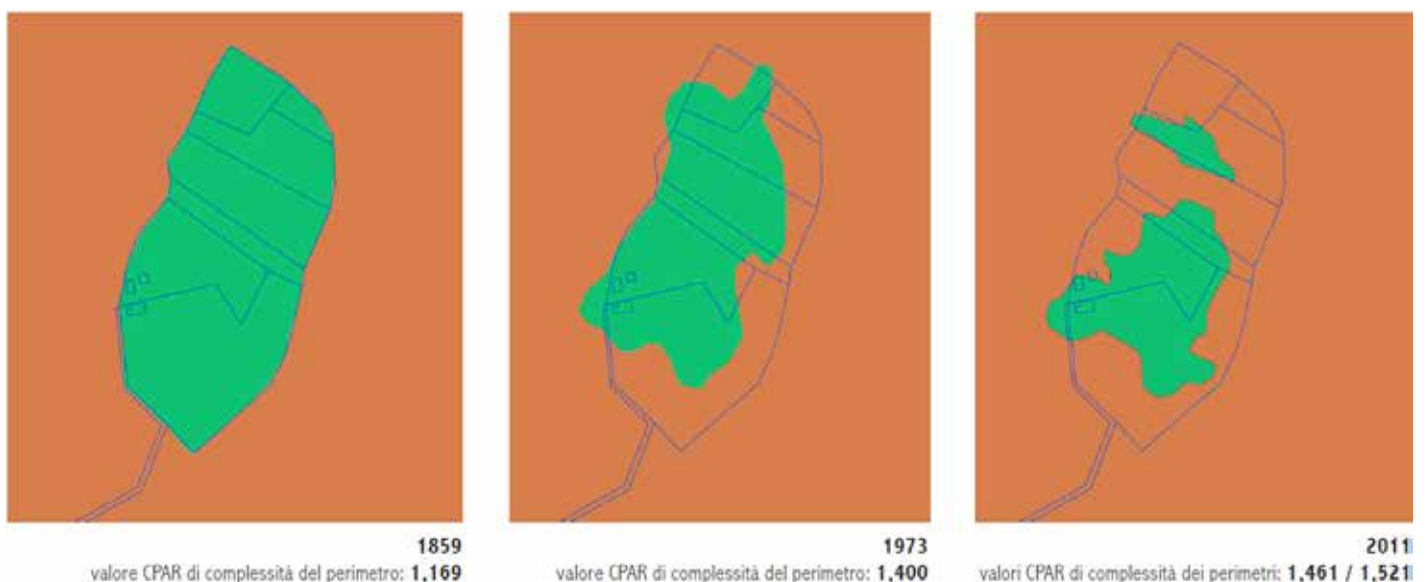 1859
valore CPAR di complessità del perimetro: 1,169
1973
valore CPAR di complessità del perimetro: 1,400
2011
valori CPAR di complessità dei perimetri: 1,461 / 1,521